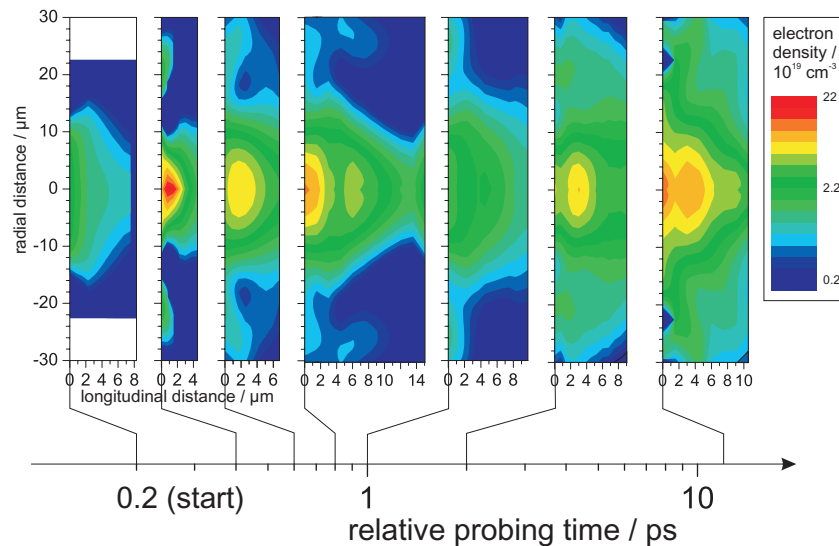 30
20
10
0
-10
-20
-30
radial distance / µm
0 2 4 6 8
0 2 4
0 2 4 6
0 2 4 6 8 10 14
0 2 4 6 8
0 2 4 6 8
0 2 4 6 8 10
longitudinal distance / µm
electron
density /
10¹⁹ cm⁻³
22
2.2
0.2
0.2 (start)
1
10
relative probing time / ps